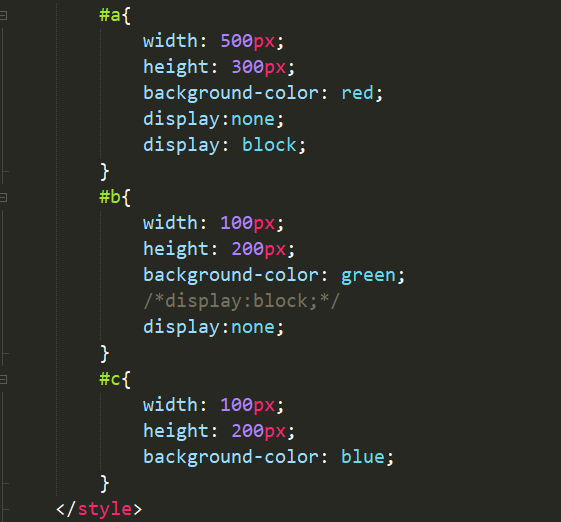 #a{
width: 500px;
height: 300px;
background-color: red;
display:none;
display: block;
}
#b{
width: 100px;
height: 200px;
background-color: green;
/*display:block;*/
display:none;
}
#c{
width: 100px;
height: 200px;
background-color: blue;
}
</style>